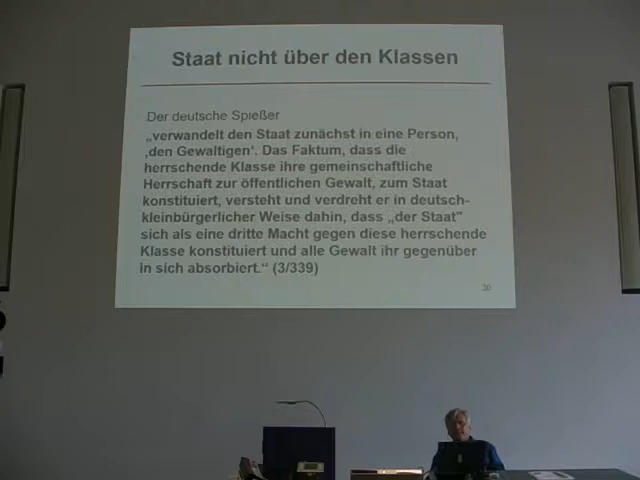 Staat nicht über den Klassen
Der deutsche Spießer
„verwandelt den Staat zunächst in eine Person,
‚den Gewaltigen‘. Das Faktum, dass die
herrschende Klasse ihre gemeinschaftliche
Herrschaft zur öffentlichen Gewalt, zum Staat
konstituiert, versteht und verdreht er in deutsch-
kleinbürgerlicher Weise dahin, dass „der Staat"
sich als eine dritte Macht gegen diese herrschende
Klasse konstituiert und alle Gewalt ihr gegenüber
in sich absorbiert.“ (3/339)
30